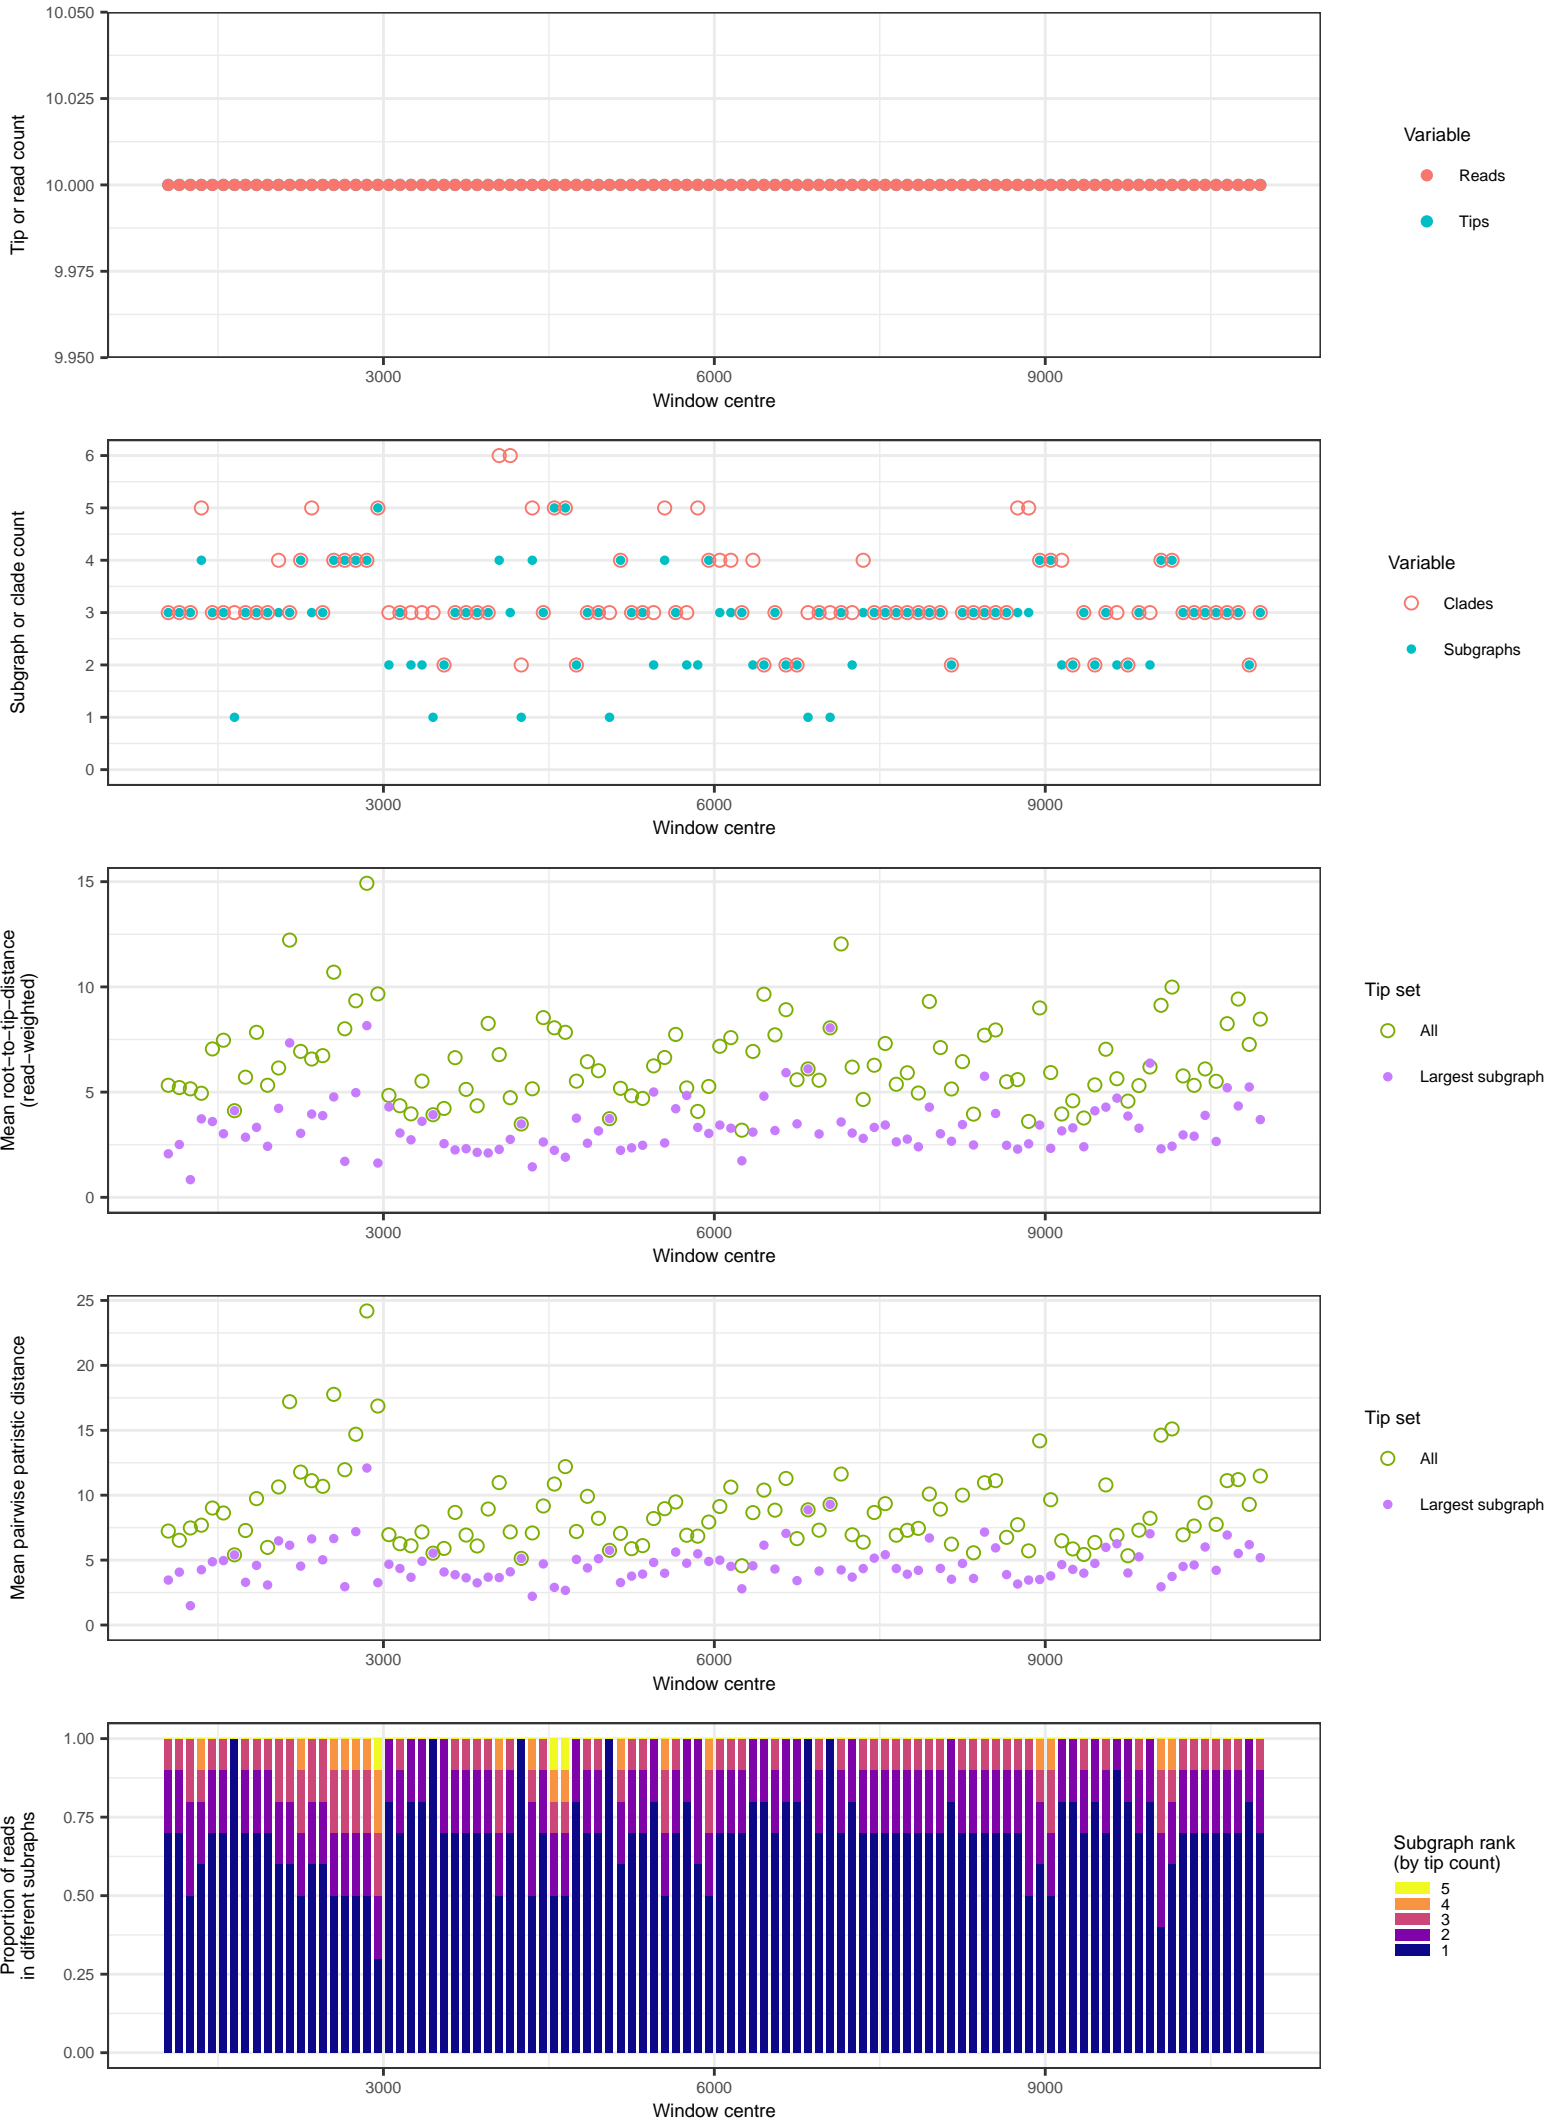 10.050
10.025
10.000
9.975
9.950
Tip or read count
3000 6000 9000
Window centre
Variable
Reads
Tips
6
5
4
3
2
1
0
Subgraph or clade count
3000 6000 9000
Window centre
Variable
Clades
Subgraphs
15
10
5
0
Mean root−to−tip−distance
(read−weighted)
3000 6000 9000
Window centre
Tip set
All
Largest subgraph
25
20
15
10
5
0
Mean pairwise patristic distance
3000 6000 9000
Window centre
Tip set
All
Largest subgraph
1.00
0.75
0.50
0.25
0.00
Proportion of reads
in different subraphs
3000 6000 9000
Window centre
Subgraph rank
(by tip count)
5
4
3
2
1